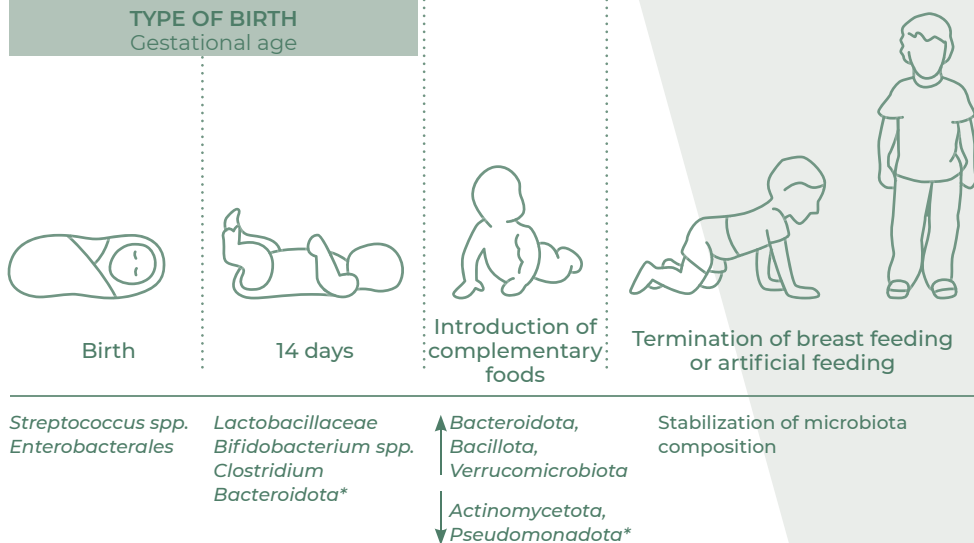 TYPE OF BIRTH
Gestational age
Birth
14 days
Introduction of
complementary
foods
Termination of breast feeding
or artificial feeding
Streptococcus spp.
Enterobacterales
Lactobacillaceae
Bifidobacterium spp.
Clostridium
Bacteroidota*
Bacteroidota,
Bacillota,
Verrucomicrobiota
Actinomycetota,
Pseudomonadota*
Stabilization of microbiota
composition